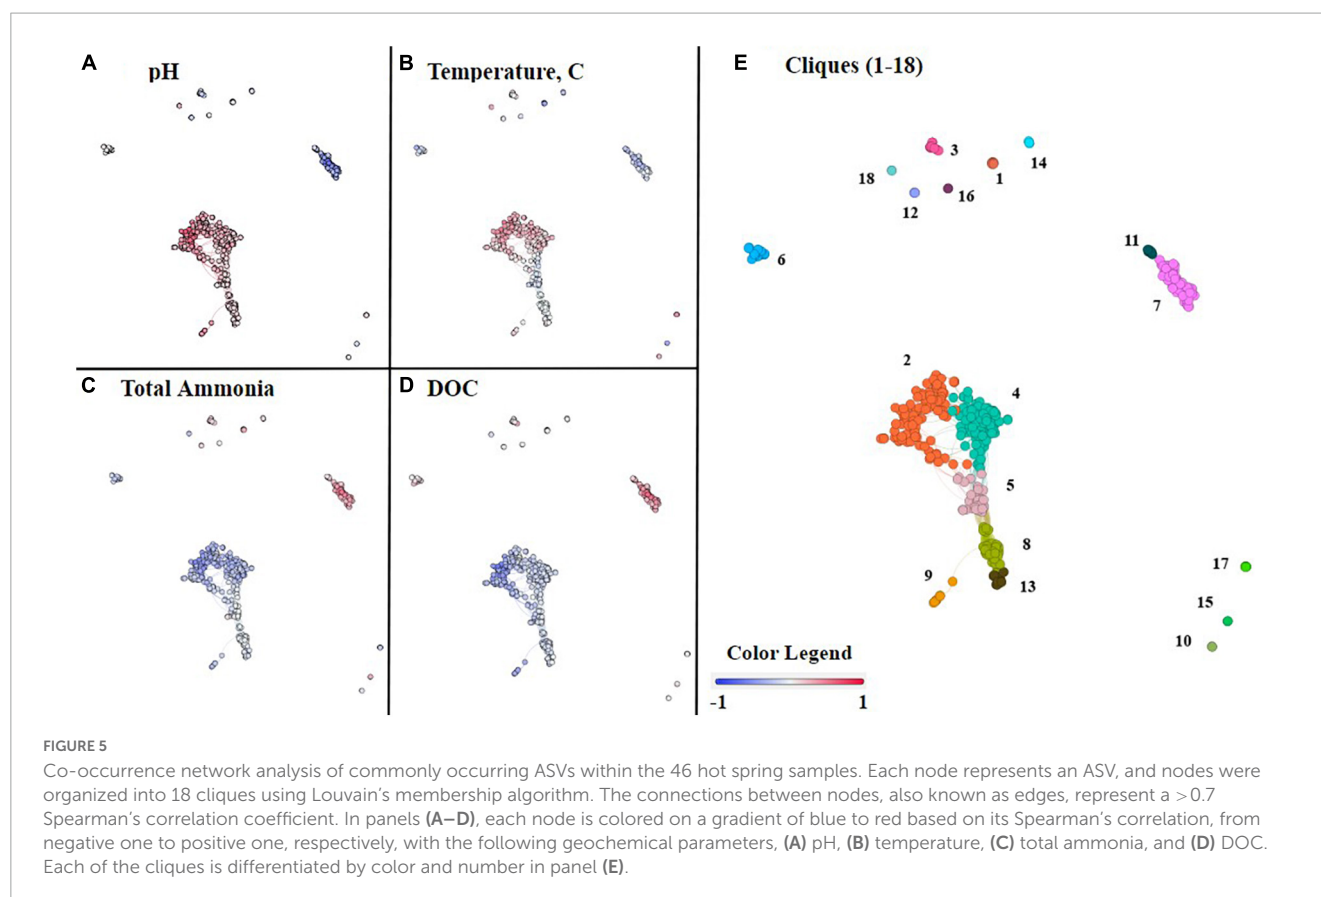 A
pH
B
Temperature, C
E
Cliques (1-18)
3
14
18
1
12
16
11
6
7
2
4
C
Total Ammonia
D
DOC
5
8
17
9
13
15
10
Color Legend
-1
1
FIGURE 5
Co-occurrence network analysis of commonly occurring ASVs within the 46 hot spring samples. Each node represents an ASV, and nodes were
organized into 18 cliques using Louvain’s membership algorithm. The connections between nodes, also known as edges, represent a >0.7
Spearman’s correlation coefficient. In panels (A–D), each node is colored on a gradient of blue to red based on its Spearman’s correlation, from
negative one to positive one, respectively, with the following geochemical parameters, (A) pH, (B) temperature, (C) total ammonia, and (D) DOC.
Each of the cliques is differentiated by color and number in panel (E).